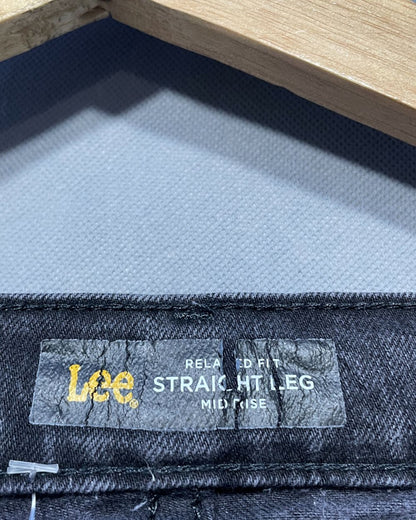 Lee®
RELAXED FIT
STRAIGHT LEG
MID RISE